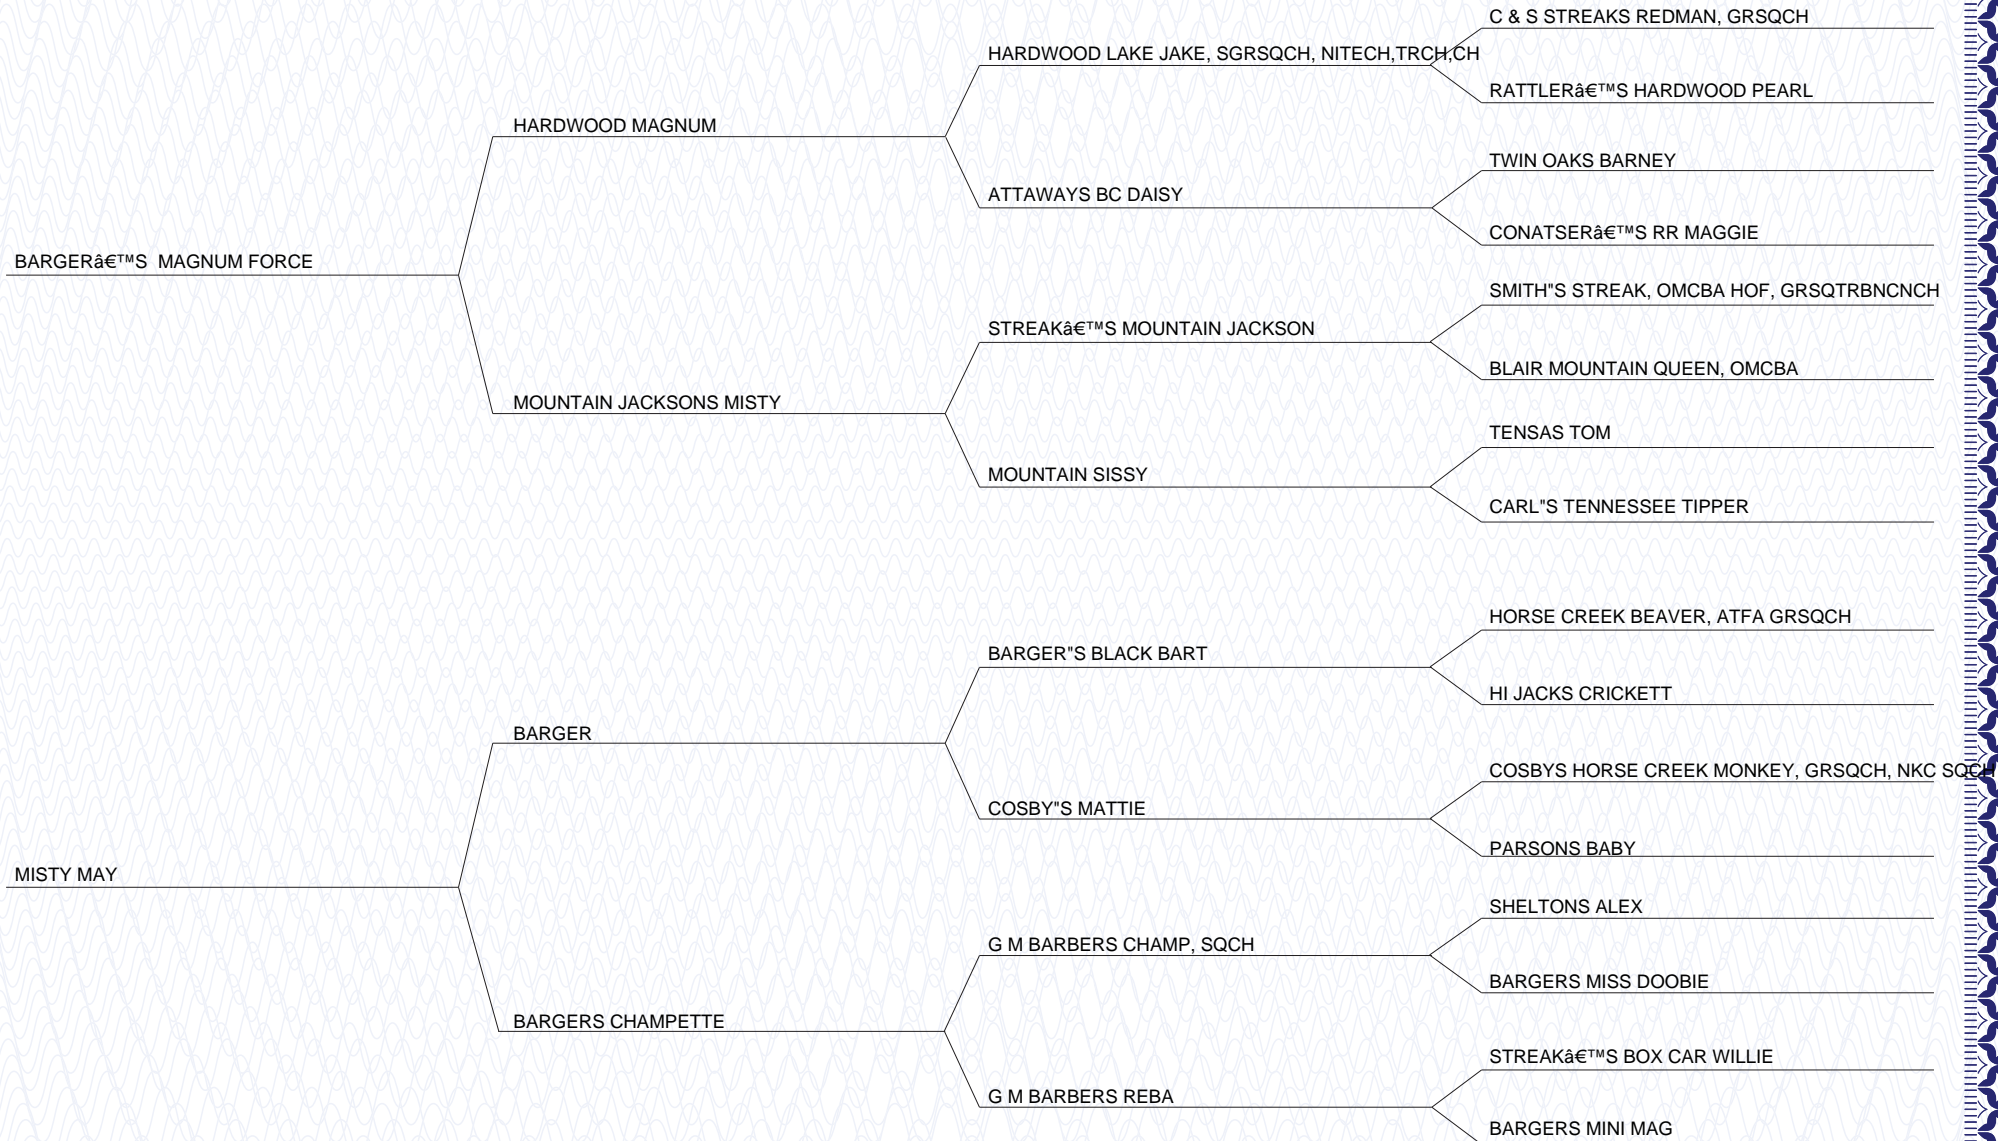 C & S STREAKS REDMAN, GRSQCH
HARDWOOD LAKE JAKE, SGRSQCH, NITECH,TRCH,CH
RATTLERâ€™S HARDWOOD PEARL
HARDWOOD MAGNUM
TWIN OAKS BARNEY
ATTAWAYS BC DAISY
CONATSERâ€™S RR MAGGIE
BARGERâ€™S  MAGNUM FORCE
SMITH"S STREAK, OMCBA HOF, GRSQTRBNCNCH
STREAKâ€™S MOUNTAIN JACKSON
BLAIR MOUNTAIN QUEEN, OMCBA
MOUNTAIN JACKSONS MISTY
TENSAS TOM
MOUNTAIN SISSY
CARL"S TENNESSEE TIPPER
HORSE CREEK BEAVER, ATFA GRSQCH
BARGER"S BLACK BART
HI JACKS CRICKETT
BARGER
COSBYS HORSE CREEK MONKEY, GRSQCH, NKC SQCH
COSBY"S MATTIE
PARSONS BABY
MISTY MAY
SHELTONS ALEX
G M BARBERS CHAMP, SQCH
BARGERS MISS DOOBIE
BARGERS CHAMPETTE
STREAKâ€™S BOX CAR WILLIE
G M BARBERS REBA
BARGERS MINI MAG